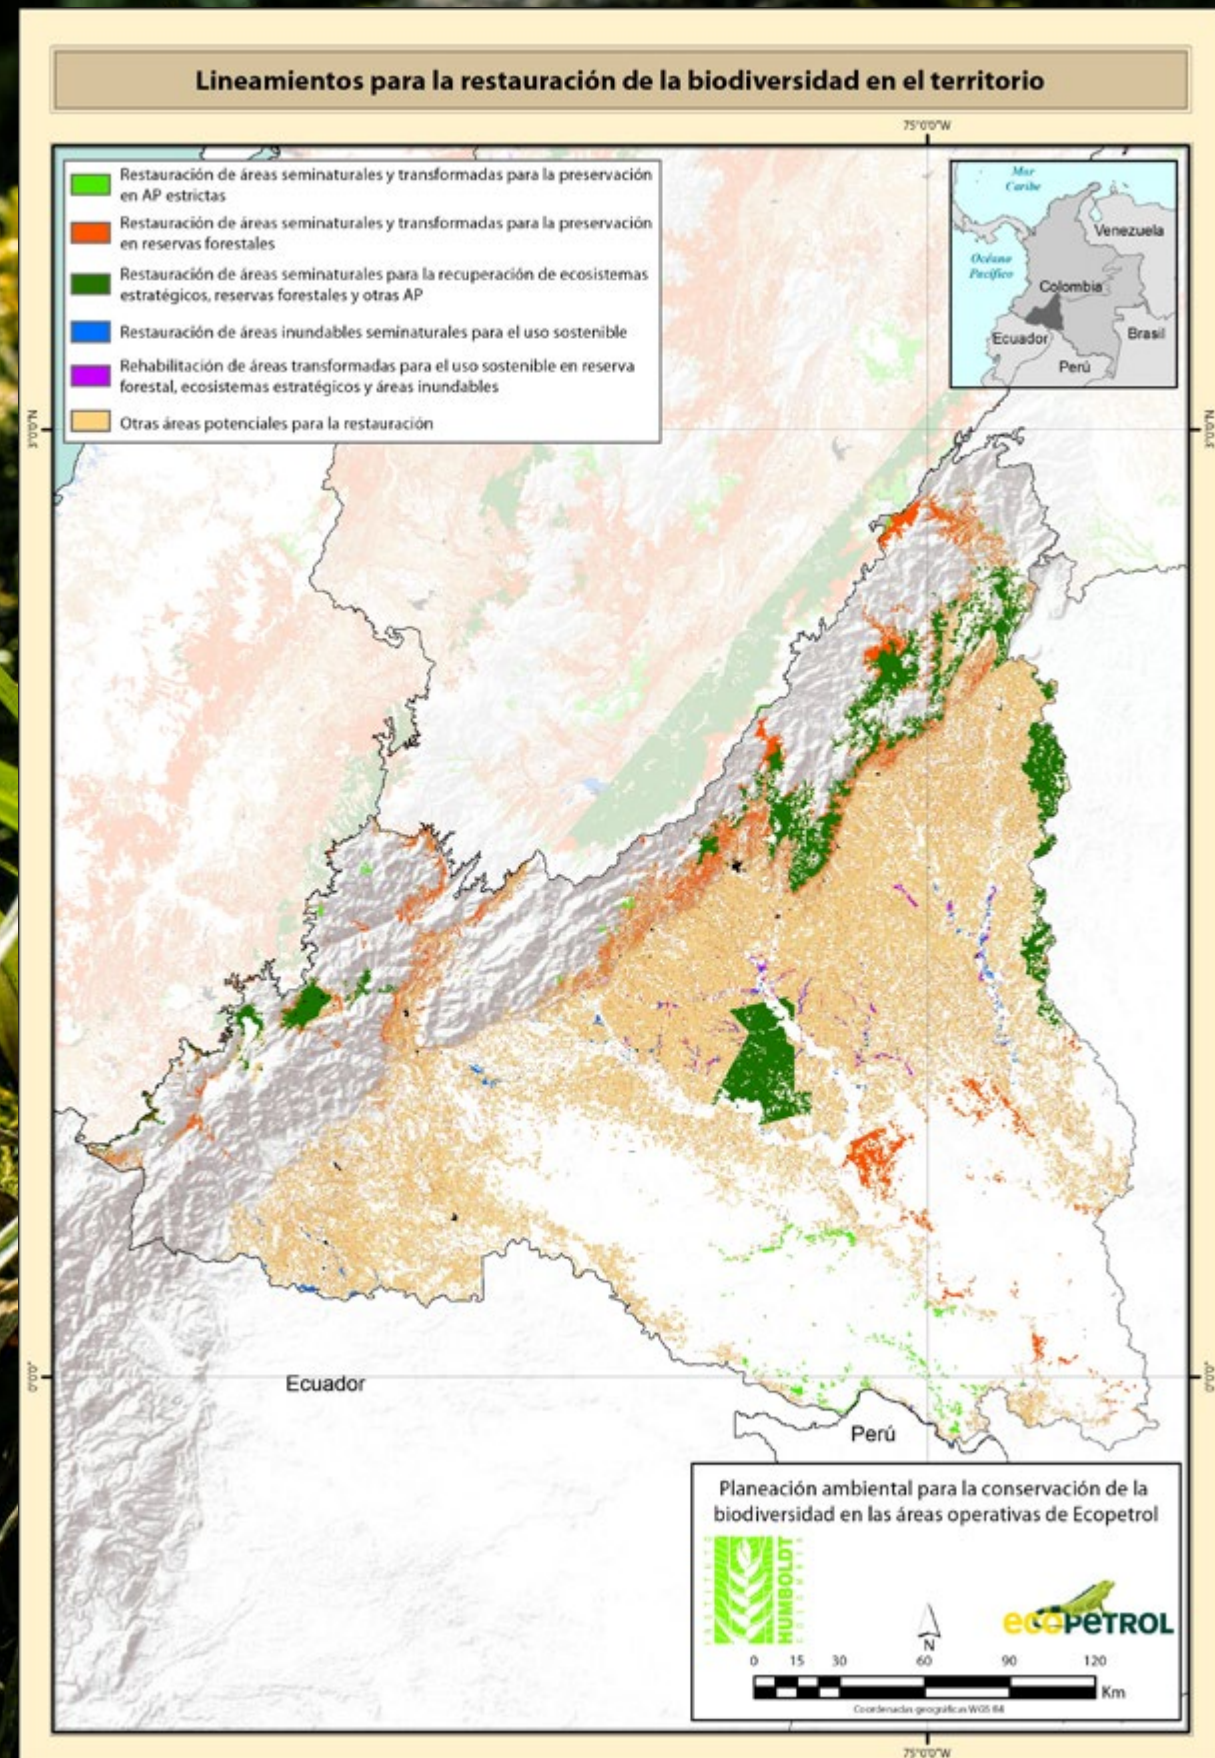 Lineamientos para la restauración de la biodiversidad en el territorio
75°0'0"W
Restauración de áreas seminaturales y transformadas para la preservación
en AP estrictas
Restauración de áreas seminaturales y transformadas para la preservación
en reservas forestales
Restauración de áreas seminaturales para la recuperación de ecosistemas
estratégicos, reservas forestales y otras AP
Restauración de áreas inundables seminaturales para el uso sostenible
Rehabilitación de áreas transformadas para el uso sostenible en reserva
forestal, ecosistemas estratégicos y áreas inundables
Otras áreas potenciales para la restauración
Mar
Caribe
Venezuela
Océano
Pacífico
Colombia
Ecuador
Brasil
Perú
3°0'0"N
3°0'0"N
0°0'0"
0°0'0"
Ecuador
Perú
Planeación ambiental para la conservación de la
biodiversidad en las áreas operativas de Ecopetrol
INSTITUTO
HUMBOLDT
COLOMBIA
ecoPETROL
N
0 15 30 60 90 120
Km
Coordenadas geográficas WGS 84
75°0'0"W